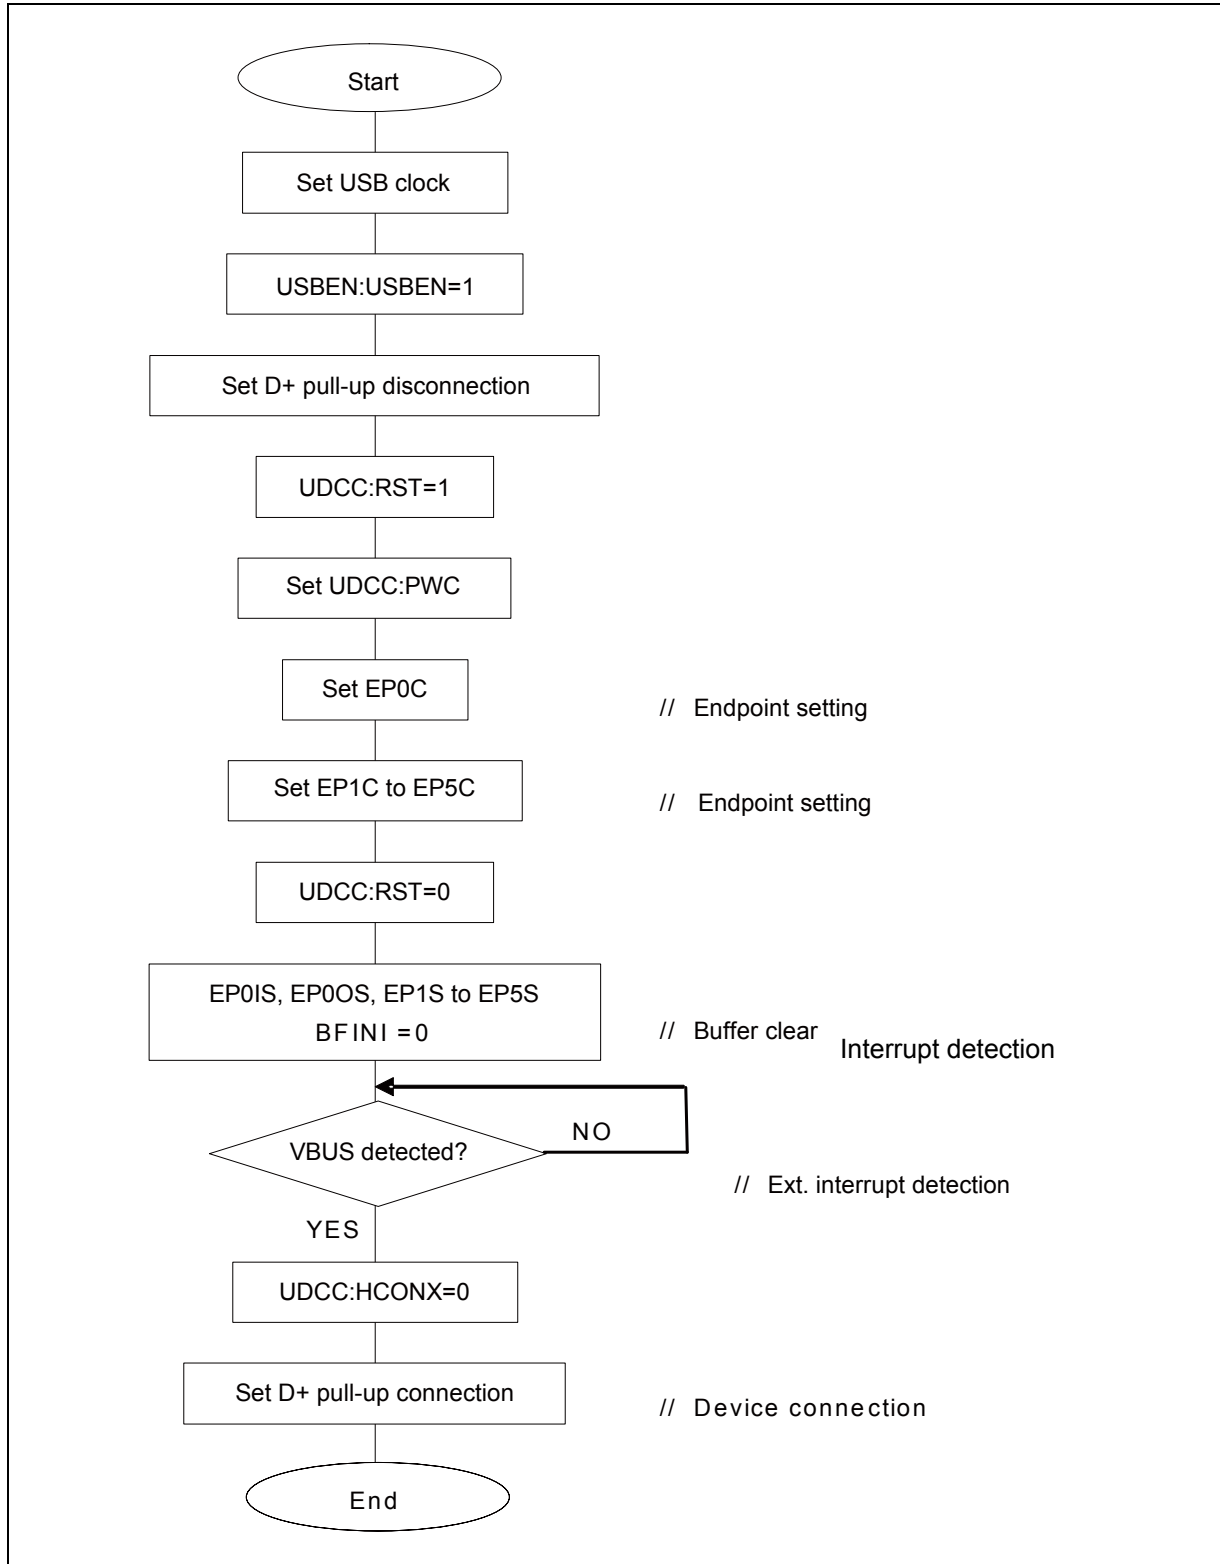 Start
Set USB clock
USBEN:USBEN=1
Set D+ pull-up disconnection
UDCC:RST=1
Set UDCC:PWC
Set EP0C
// Endpoint setting
Set EP1C to EP5C
// Endpoint setting
UDCC:RST=0
EP0IS, EP0OS, EP1S to EP5S
BFINI =0
// Buffer clear
Interrupt detection
NO
VBUS detected?
// Ext. interrupt detection
YES
UDCC:HCONX=0
Set D+ pull-up connection
// Device connection
End